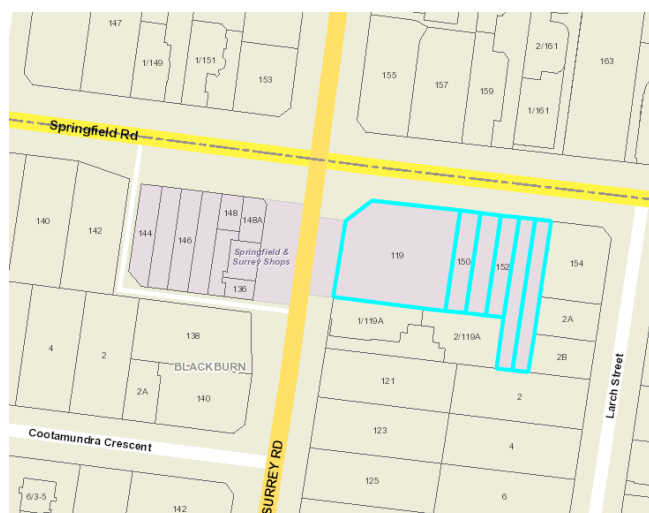 147
1/149
1/151
153
155
157
159
2/161
1/161
163
Springfield Rd
140
142
144
146
148
148A
136
Springfield &
Surrey Shops
119
150
152
154
2A
2B
1/119A
2/119A
138
BLACKBURN
4
2
2A
140
121
2
123
4
125
6
Cootamundra Crescent
SURREY RD
Larch Street
6/3-5
142